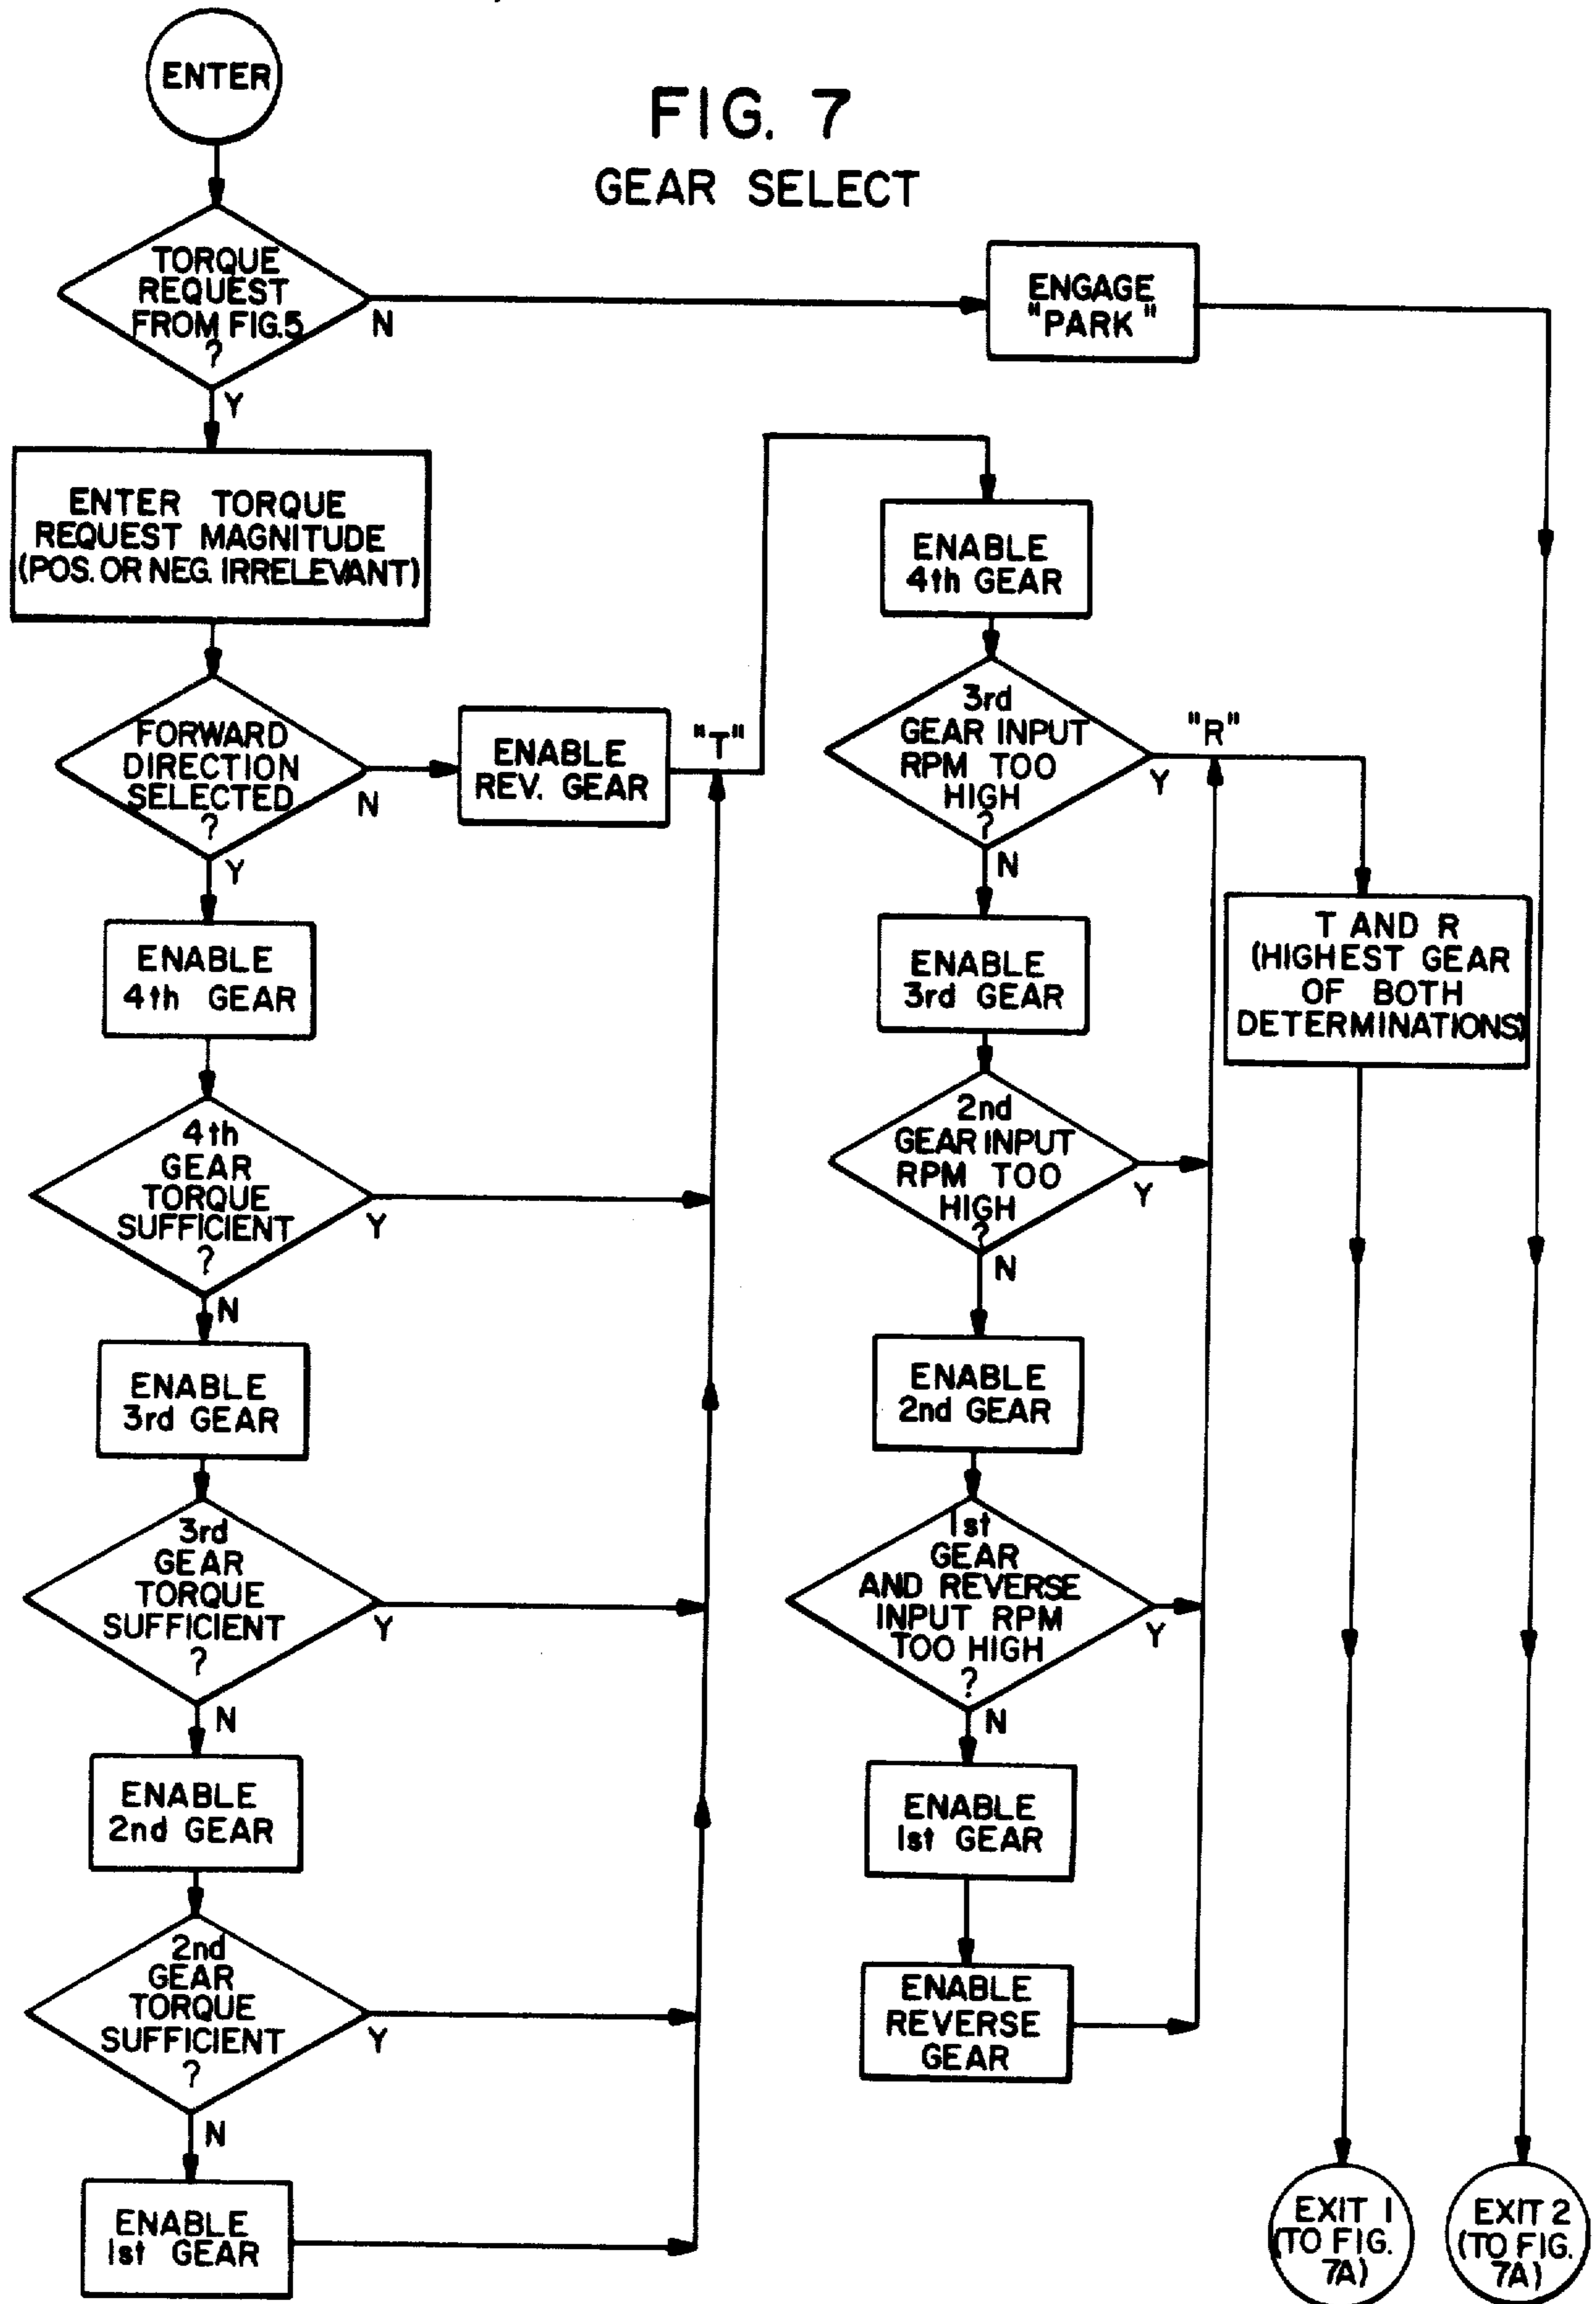 ENTER
FIG. 7
GEAR SELECT
TORQUE
REQUEST
FROM FIG.5
?
N
Y
ENGAGE
"PARK"
ENTER TORQUE
REQUEST MAGNITUDE
(POS. OR NEG. IRRELEVANT)
FORWARD
DIRECTION
SELECTED
?
N
Y
ENABLE
REV. GEAR
"T"
ENABLE
4th GEAR
4th
GEAR
TORQUE
SUFFICIENT
?
Y
N
ENABLE
3rd GEAR
3rd
GEAR
TORQUE
SUFFICIENT
?
Y
N
ENABLE
2nd GEAR
2nd
GEAR
TORQUE
SUFFICIENT
?
Y
N
ENABLE
1st GEAR
ENABLE
4th GEAR
3rd
GEAR INPUT
RPM TOO
HIGH
?
Y
N
"R"
ENABLE
3rd GEAR
2nd
GEAR INPUT
RPM TOO
HIGH
?
Y
N
ENABLE
2nd GEAR
1st
GEAR
AND REVERSE
INPUT RPM
TOO HIGH
?
Y
N
ENABLE
1st GEAR
ENABLE
REVERSE
GEAR
T AND R
(HIGHEST GEAR
OF BOTH
DETERMINATIONS)
EXIT 1
(TO FIG.
7A)
EXIT 2
(TO FIG.
7A)